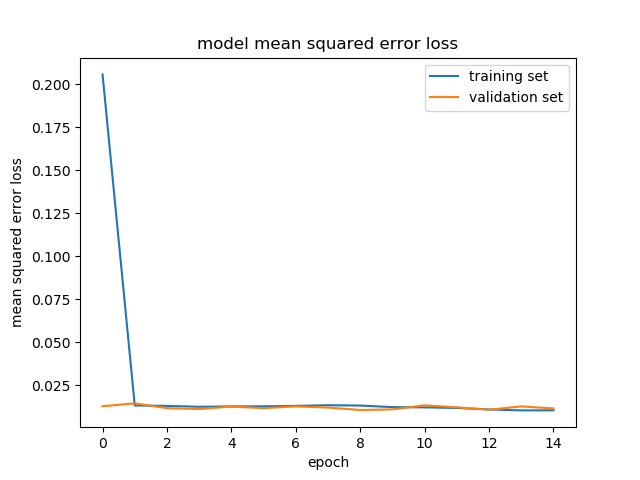 model mean squared error loss
training set
validation set
0.200
0.175
0.150
0.125
0.100
0.075
0.050
0.025
mean squared error loss
0 2 4 6 8 10 12 14
epoch